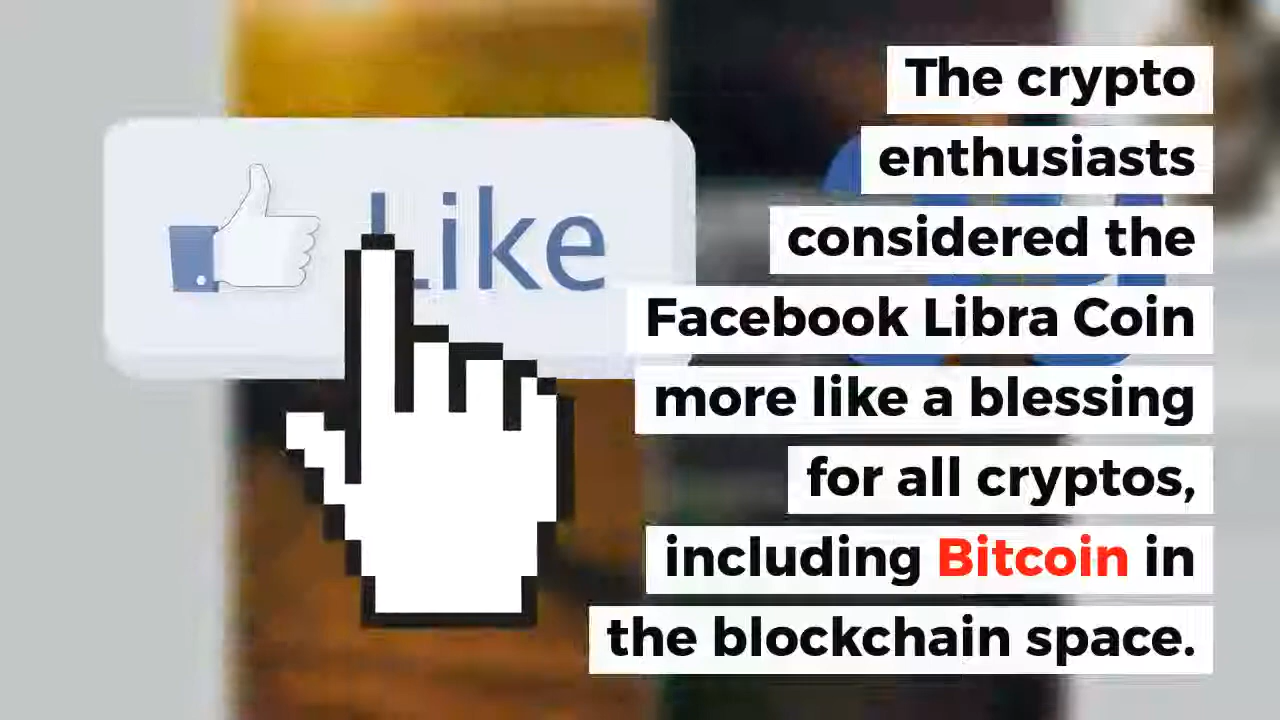 Like
The crypto
enthusiasts
considered the
Facebook Libra Coin
more like a blessing
for all cryptos,
including Bitcoin in
the blockchain space.